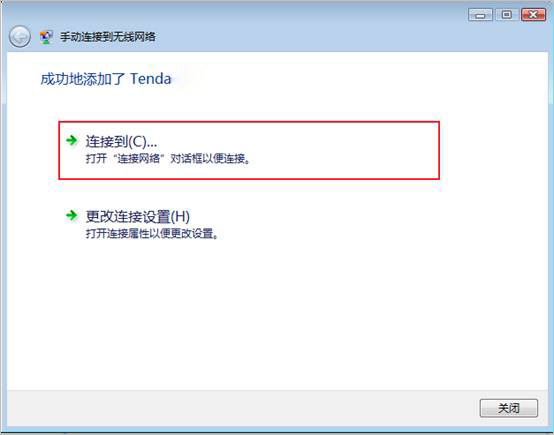 手动连接到无线网络
成功地添加了 Tenda
连接到(C)...
打开“连接网络”对话框以便连接。
更改连接设置(H)
打开连接属性以便更改设置。
关闭